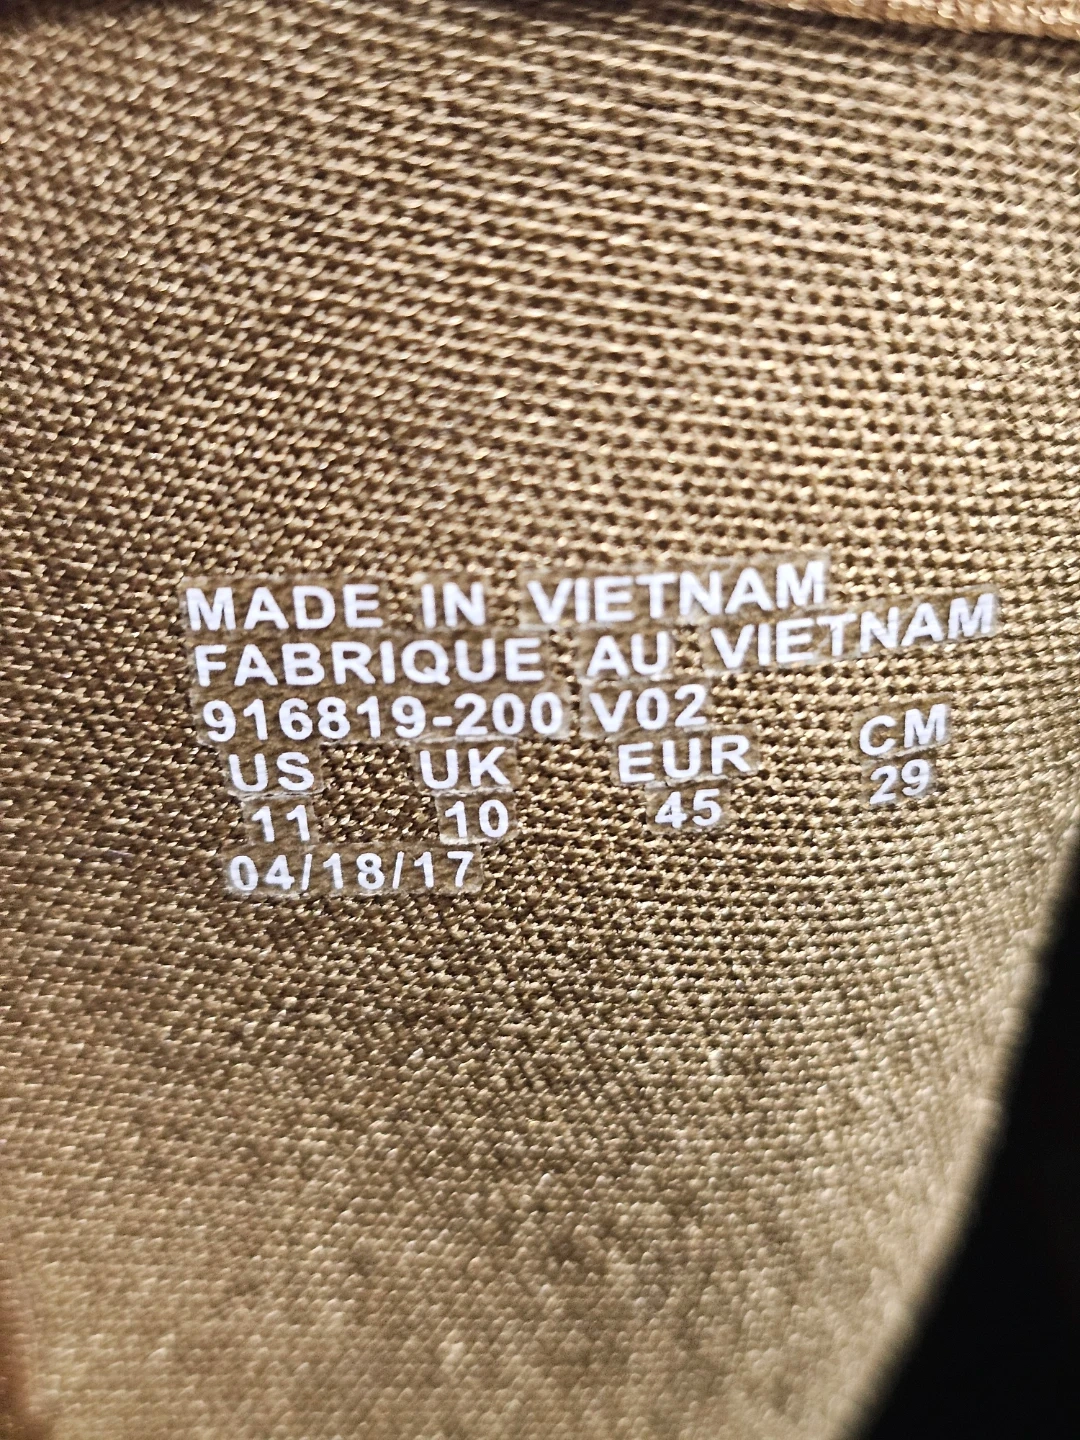 MADE IN VIETNAM
FABRIQUE AU VIETNAM
916819-200 V02
US UK EUR CM
11 10 45 29
04/18/17